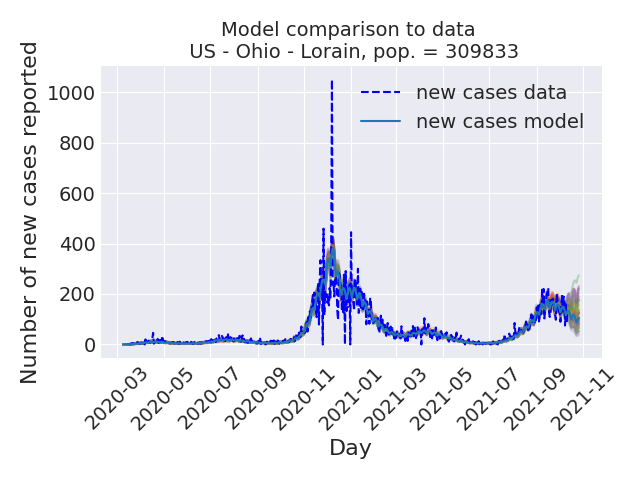 Model comparison to data
US - Ohio - Lorain, pop. = 309833
Number of new cases reported
1000
800
600
400
200
0
new cases data
new cases model
2020-03
2020-05
2020-07
2020-09
2020-11
2021-01
2021-03
2021-05
2021-07
2021-09
2021-11
Day